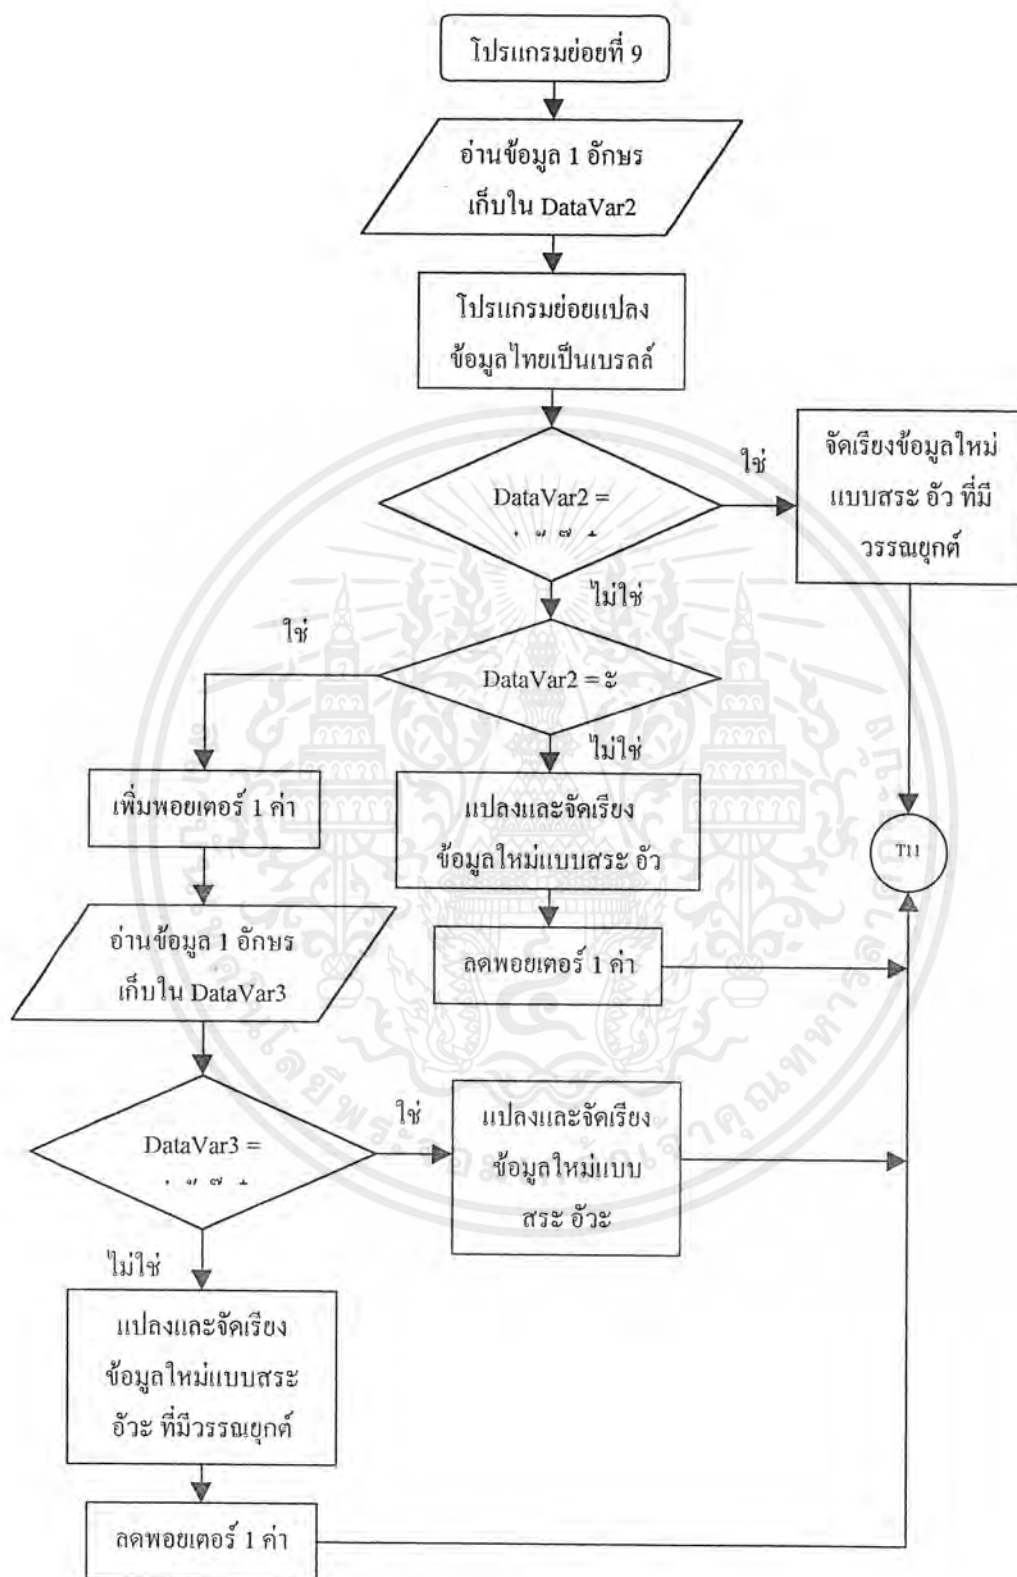 โปรแกรมย่อยที่ 9
อ่านข้อมูล 1 อักษร
เก็บใน DataVar2
โปรแกรมย่อยแปลง
ข้อมูลไทยเป็นเบรลล์
DataVar2 =
ใช่
จัดเรียงข้อมูลใหม่
แบบสระ อัว ที่มี
วรรณยุกต์
ไม่ใช่
ใช่
DataVar2 = ะ
ไม่ใช่
เพิ่มพอยเตอร์ 1 ค่า
แปลงและจัดเรียง
ข้อมูลใหม่แบบสระ อัว
T11
อ่านข้อมูล 1 อักษร
เก็บใน DataVar3
ลดพอยเตอร์ 1 ค่า
DataVar3 =
ใช่
แปลงและจัดเรียง
ข้อมูลใหม่แบบ
สระ อัวะ
ไม่ใช่
แปลงและจัดเรียง
ข้อมูลใหม่แบบสระ
อัวะ ที่มีวรรณยุกต์
ลดพอยเตอร์ 1 ค่า